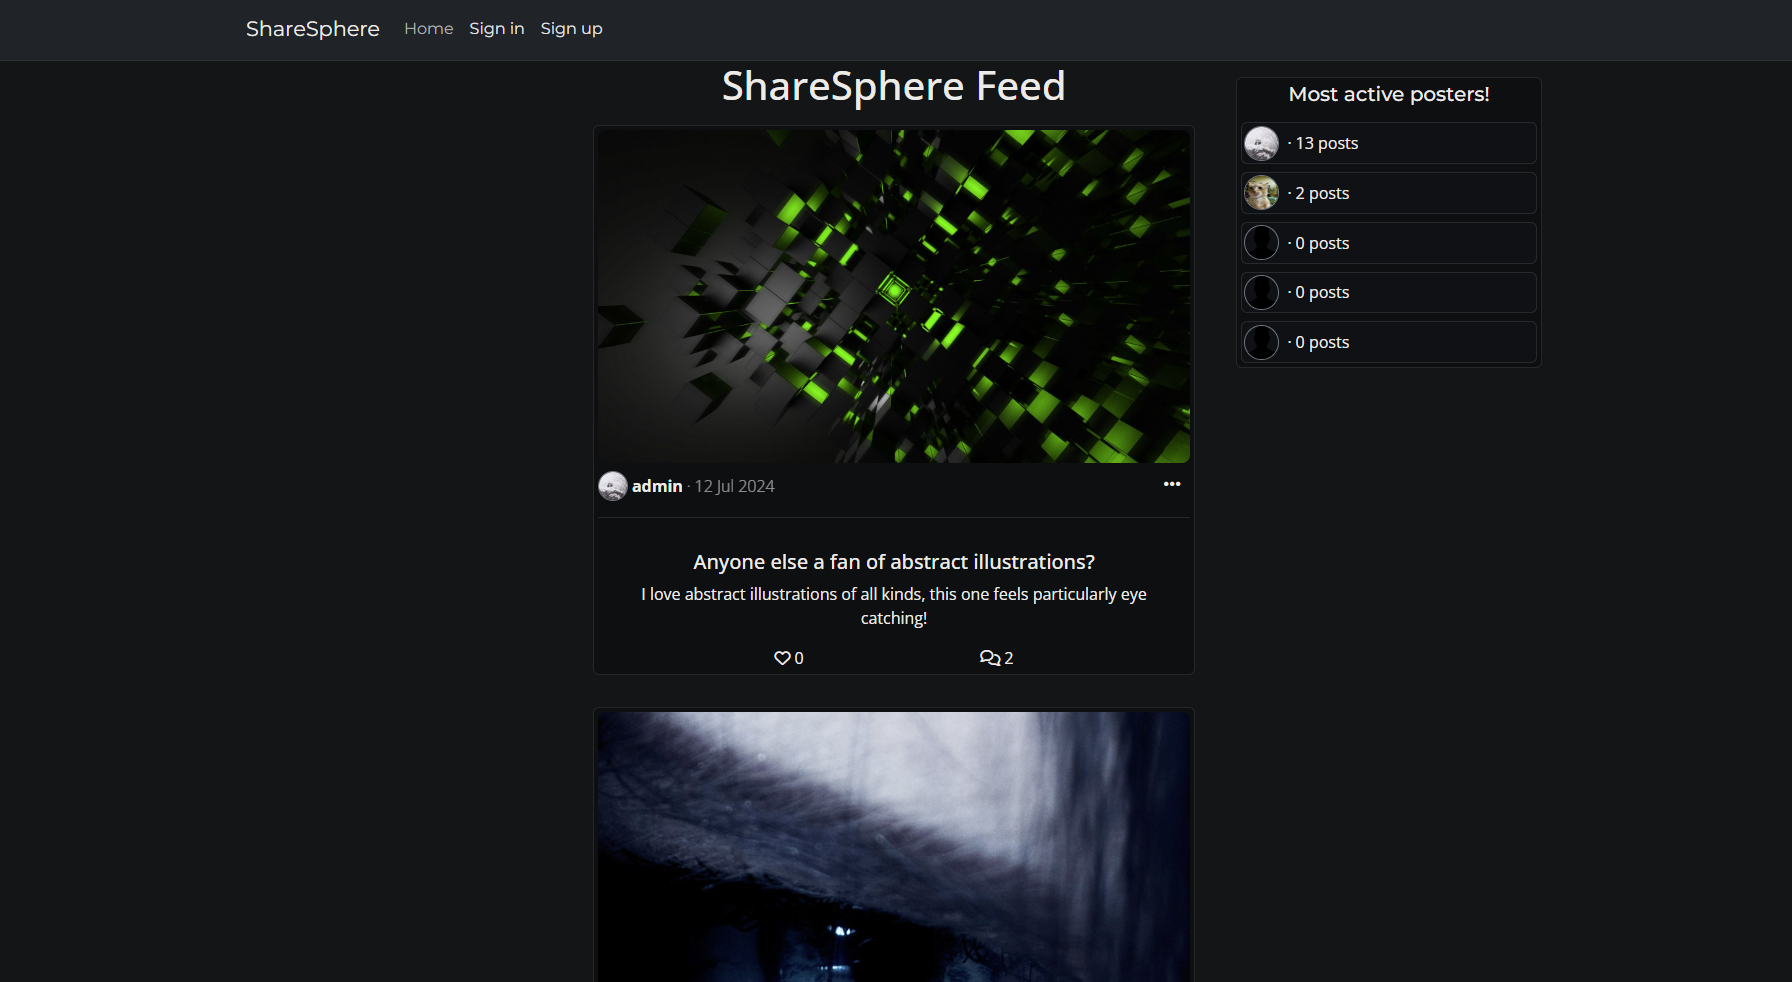 ShareSphere Home Sign in Sign up
ShareSphere Feed
admin · 12 Jul 2024
Anyone else a fan of abstract illustrations?
I love abstract illustrations of all kinds, this one feels particularly eye
catching!
0 2
Most active posters!
· 13 posts
· 2 posts
· 0 posts
· 0 posts
· 0 posts